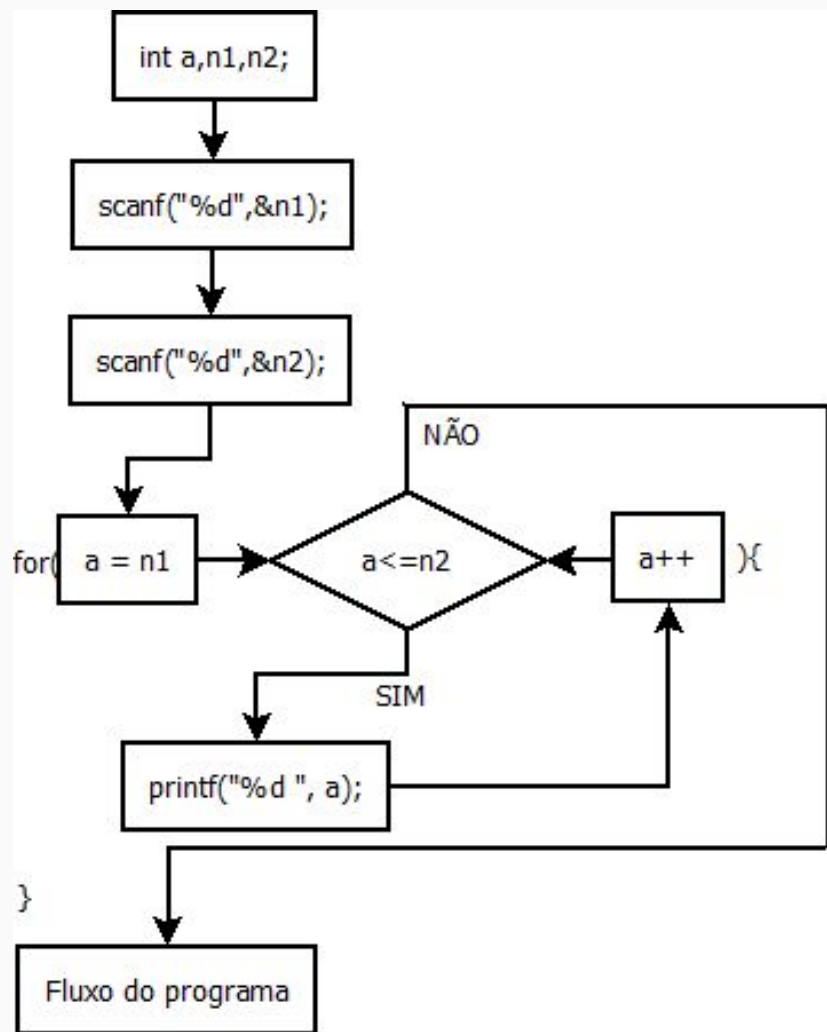 int a,n1,n2;
scanf("%d",&n1);
scanf("%d",&n2);
NÃO
for( a = n1 a<=n2 a++ ){
SIM
printf("%d ", a);
}
Fluxo do programa